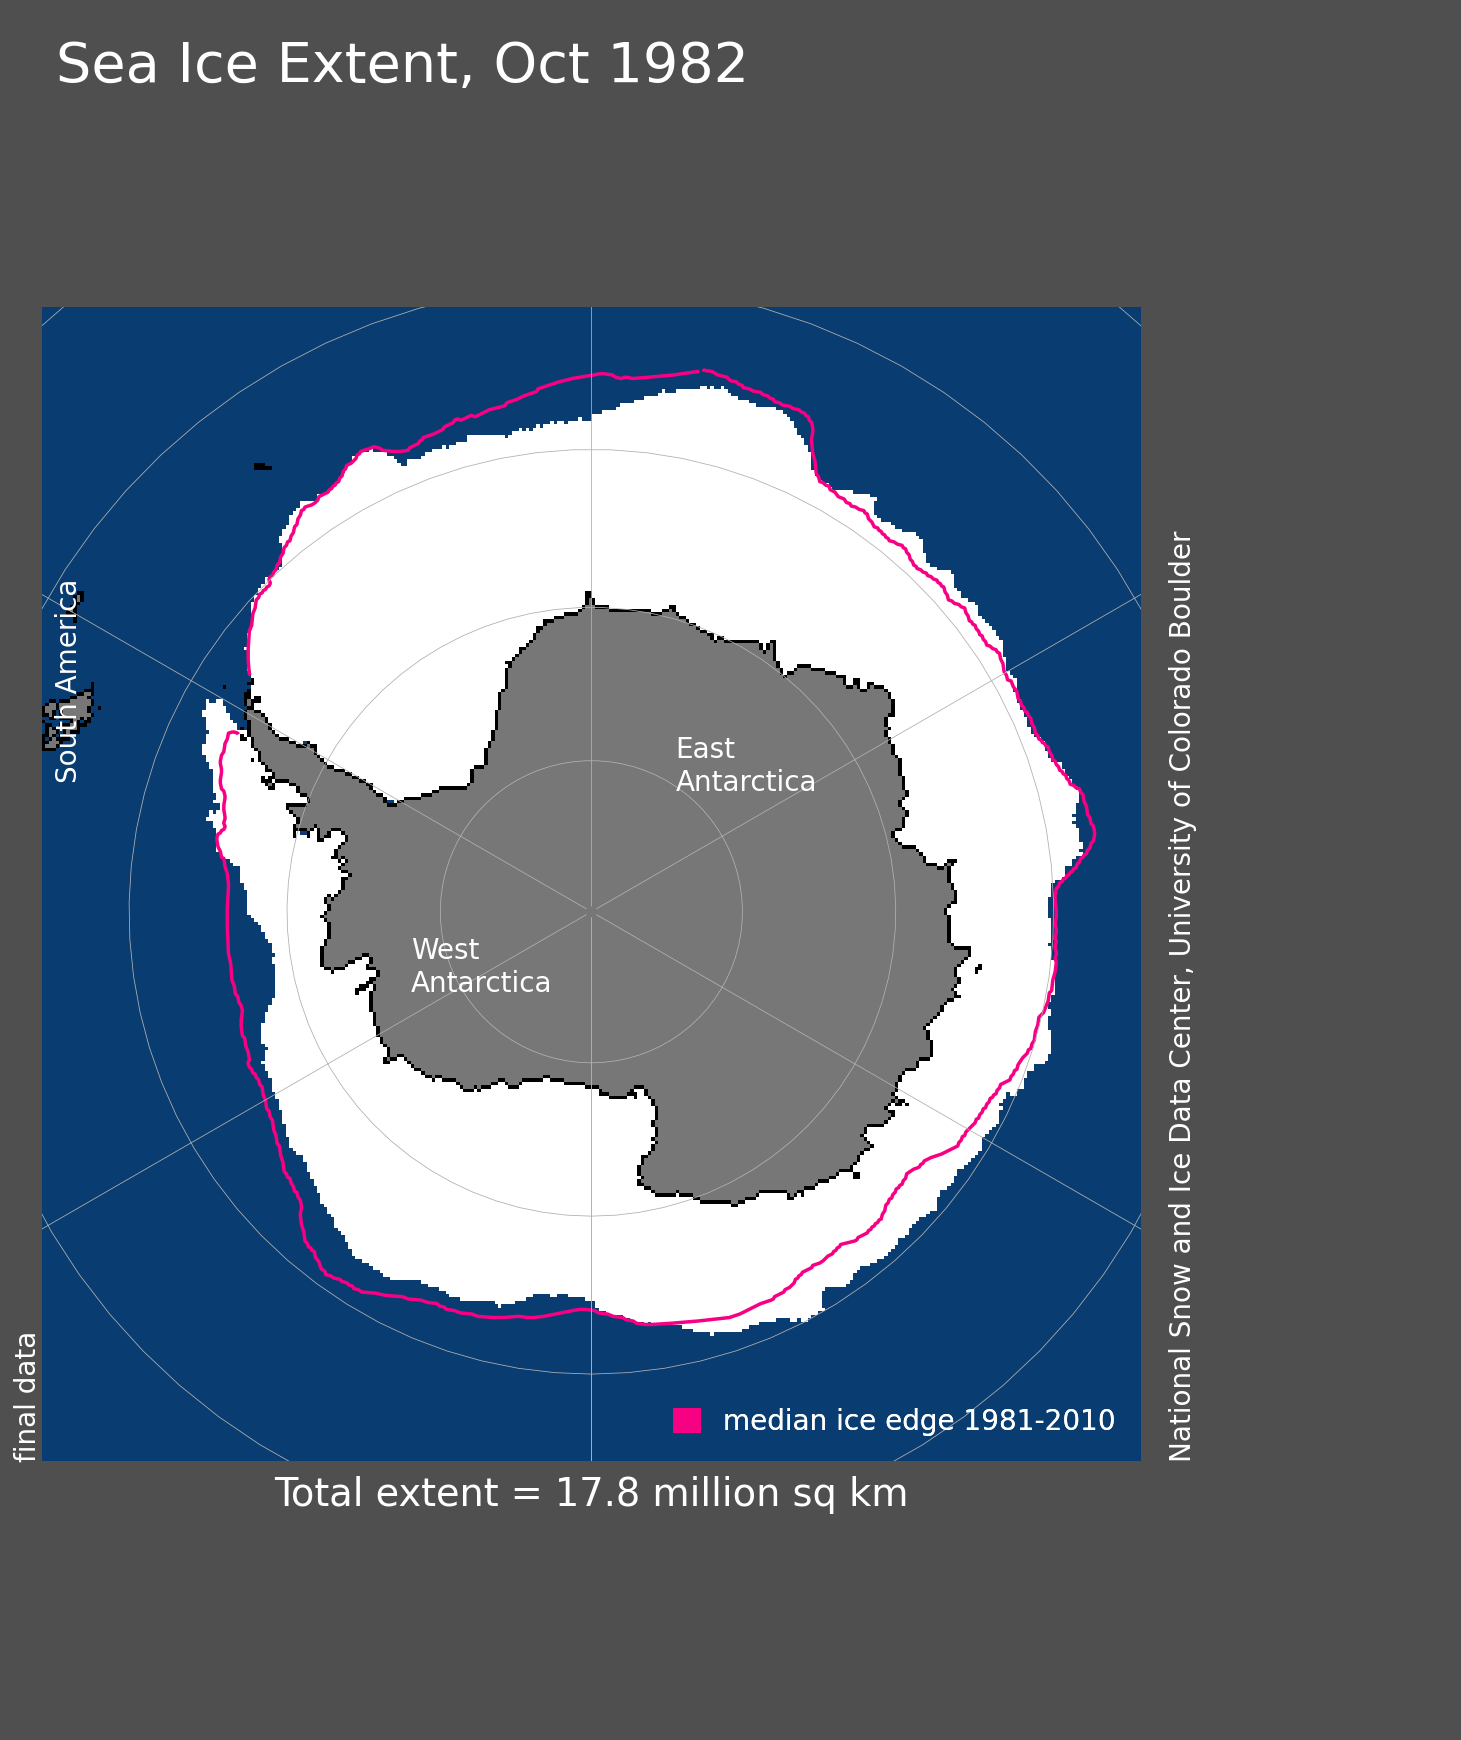 Sea Ice Extent, Oct 1982
South America
East
Antarctica
West
Antarctica
median ice edge 1981-2010
final data
National Snow and Ice Data Center, University of Colorado Boulder
Total extent = 17.8 million sq km